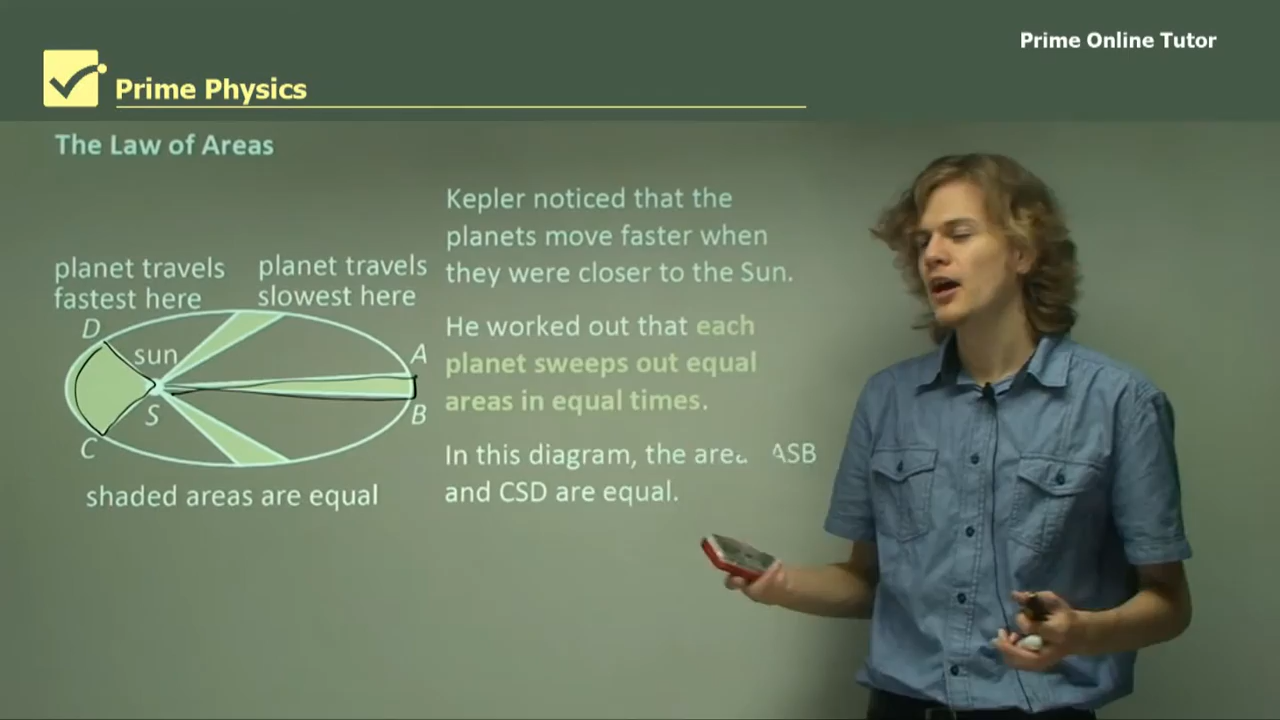 Prime Online Tutor
Prime Physics
The Law of Areas
Kepler noticed that the
planets move faster when
they were closer to the Sun.
He worked out that each
planet sweeps out equal
areas in equal times.
In this diagram, the ASB
and CSD are equal.
planet travels
fastest here
planet travels
slowest here
D
sun
A
S
B
C
shaded areas are equal